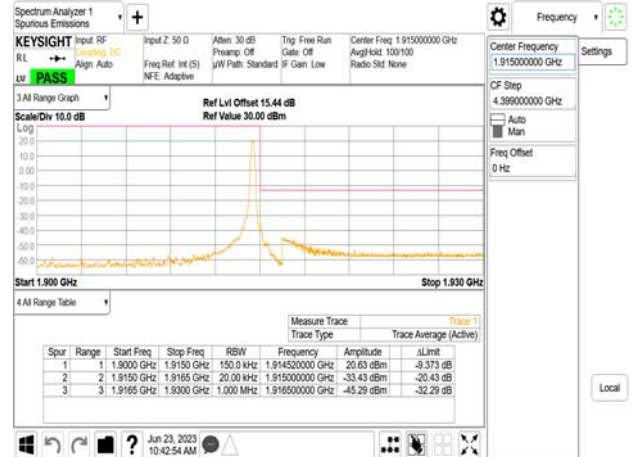 Spectrum Analyzer 1
Spurious Emissions
Frequency
KEYSIGHT
RL
LW
PASS
Input: RF
Coupling: DC
Align: Auto
Input Z: 50 Ω
Freq Ref: Int (S)
NFE: Adaptive
Atten: 30 dB
Preamp: Off
µW Path: Standard
Trig: Free Run
Gate: Off
IF Gain: Low
Center Freq: 1.915000000 GHz
Avg|Hold: 100/100
Radio Std: None
Center Frequency
1.915000000 GHz
Settings
CF Step
4.399000000 GHz
Auto
Man
Freq Offset
0 Hz
Local
3 All Range Graph
Scale/Div 10.0 dB
Ref Lvl Offset 15.44 dB
Ref Value 30.00 dBm
Log
20.0
10.0
0.00
-10.0
-20.0
-30.0
-40.0
-50.0
-60.0
Start 1.900 GHz
Stop 1.930 GHz
4 All Range Table
Measure Trace Trace 1
Trace Type Trace Average (Active)
Spur Range Start Freq Stop Freq RBW Frequency Amplitude ΔLimit
1 1 1.9000 GHz 1.9150 GHz 150.0 kHz 1.914520000 GHz 20.63 dBm -9.373 dB
2 2 1.9150 GHz 1.9165 GHz 20.00 kHz 1.915000000 GHz -33.43 dBm -20.43 dB
3 3 1.9165 GHz 1.9300 GHz 1.000 MHz 1.916500000 GHz -45.29 dBm -32.29 dB
Jun 23, 2023
10:42:54 AM